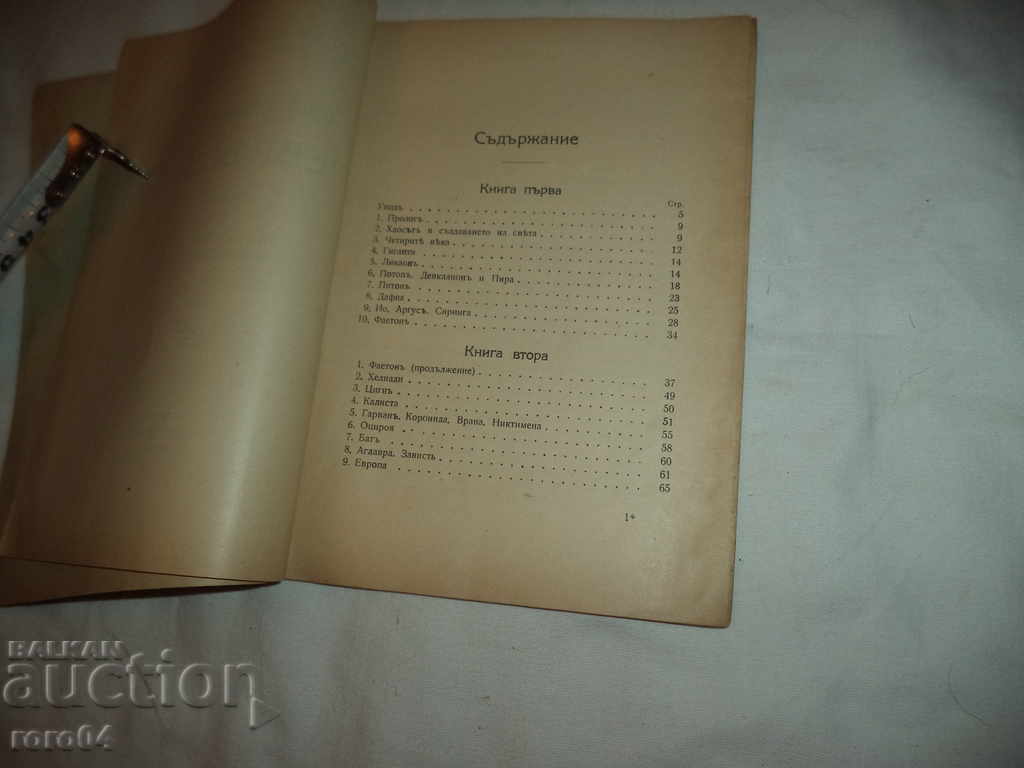 Съдържание
Книга първа
Стр.
Уводъ 5
1. Прологъ 9
2. Хаосътъ и създаването на свѣта 9
3. Четиритѣ вѣка 12
4. Гиганти 14
5. Ликаонъ 14
6. Потопъ. Девкалионъ и Пира 18
7. Питонъ 23
8. Дафна 25
9. Ио, Аргусъ, Сиринга 28
10. Фаетонъ 34
Книга втора
1. Фаетонъ (продължение) 37
2. Хелиади 49
3. Цигнъ 50
4. Калиста 51
5. Гарванъ, Коронида, Врана, Никтимена 55
6. Оцироя 58
7. Батъ 60
8. Аглавра. Зависть 61
9. Европа 65
1*
BALKAN
auction
roro04